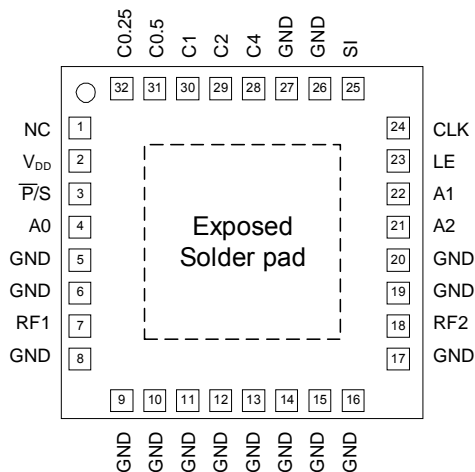 C0.25 C0.5 C1 C2 C4 GND GND SI
32 31 30 29 28 27 26 25
NC 1 24 CLK
VDD 2 23 LE
P̅/S 3 22 A1
A0 4 21 A2
GND 5 20 GND
GND 6 19 GND
RF1 7 18 RF2
GND 8 17 GND
Exposed
Solder pad
9 10 11 12 13 14 15 16
GND GND GND GND GND GND GND GND